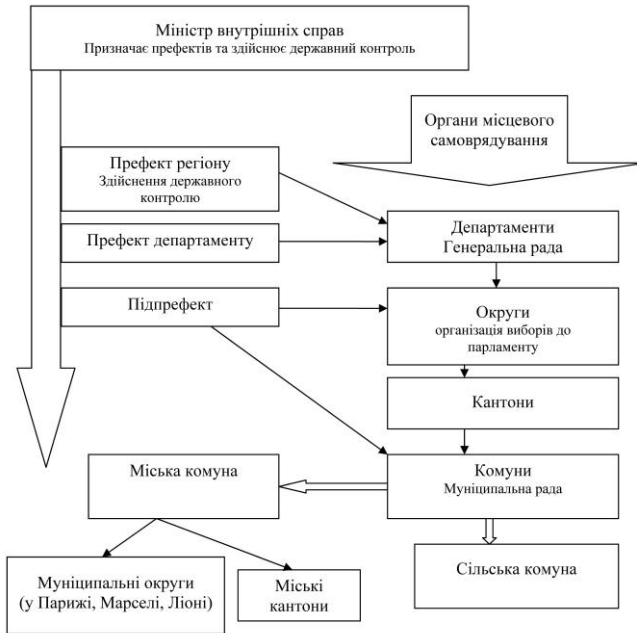 Міністр внутрішніх справ
Призначає префектів та здійснює державний контроль
Органи місцевого
самоврядування
Префект регіону
Здійснення державного
контролю
Префект департаменту
Департаменти
Генеральна рада
Підпрефект
Округи
організація виборів до
парламенту
Кантони
Міська комуна
Комуни
Муніципальна рада
Муніципальні округи
(у Парижі, Марселі, Ліоні)
Міські
кантони
Сільська комуна